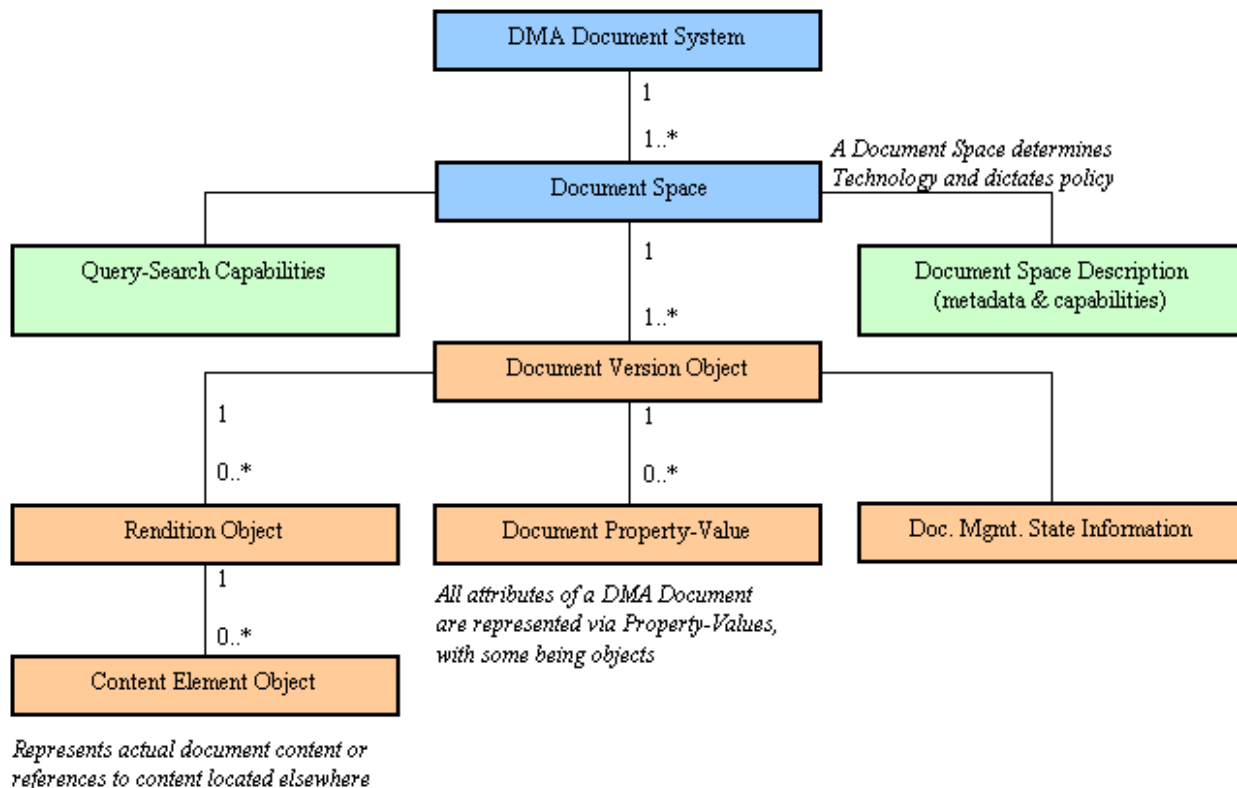 DMA Document System
1
1..*
A Document Space determines
Technology and dictates policy
Document Space
Query-Search Capabilities
1
1..*
Document Space Description
(metadada & capabilities)
Document Version Object
1
0..*
1
0..*
Rendition Object
Document Property-Value
Doc. Mgmt. State Information
1
0..*
All attributes of a DMA Document
are represented via Property-Values,
with some being objects
Content Element Object
Represents actual document content or
references to content located elsewhere